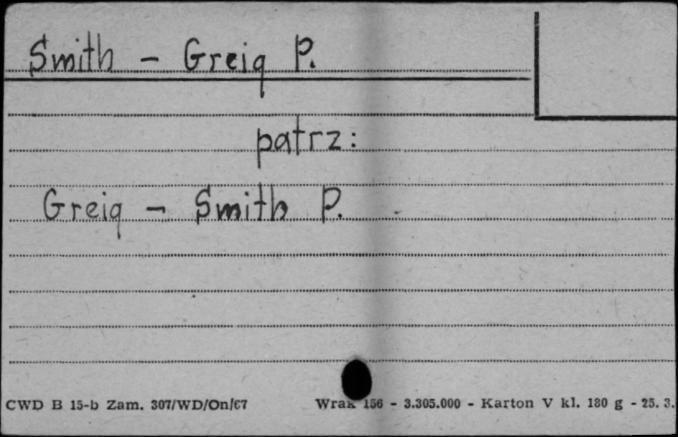 Smith - Greig P.
patrz:
Greig - Smith P.
CWD B 15-b Zam. 307/WD/On/67 Wrak 156 - 3.305.000 - Karton V kl. 180 g - 25. 3.